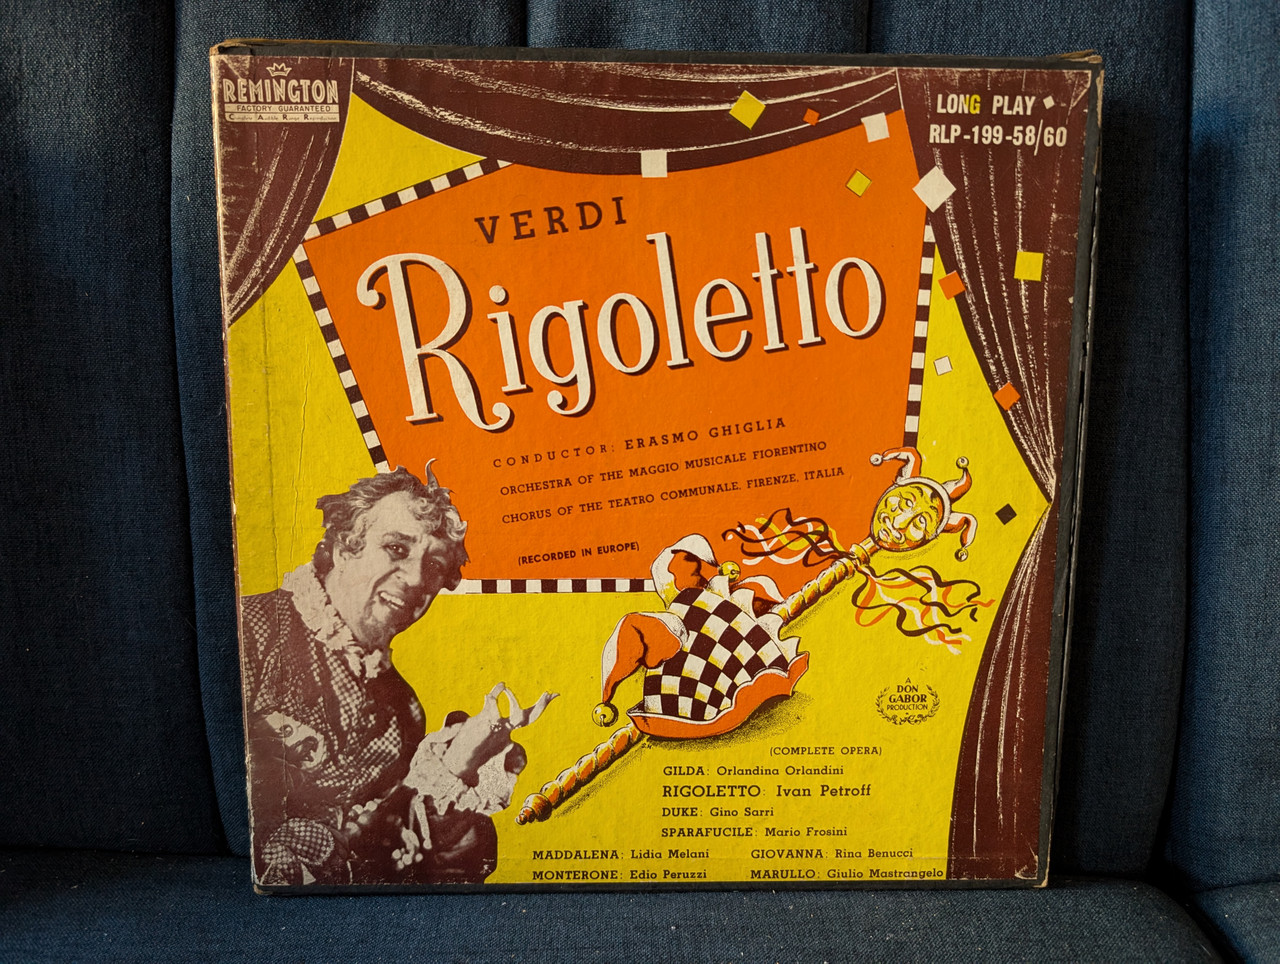 REMINGTON
FACTORY GUARANTEED
LONG PLAY
RLP-199-58/60
VERDI
Rigoletto
CONDUCTOR: ERASMO GHIGLIA
ORCHESTRA OF THE MAGGIO MUSICALE FIORENTINO
CHORUS OF THE TEATRO COMMUNALE, FIRENZE, ITALIA
(RECORDED IN EUROPE)
A
DON
GABOR
PRODUCTION
(COMPLETE OPERA)
GILDA: Orlandina Orlandini
RIGOLETTO: Ivan Petroff
DUKE: Gino Sarri
SPARAFUCILE: Mario Frosini
MADDALENA: Lidia Melani GIOVANNA: Rina Benucci
MONTERONE: Edio Peruzzi MARULLO: Giulio Mastrangelo